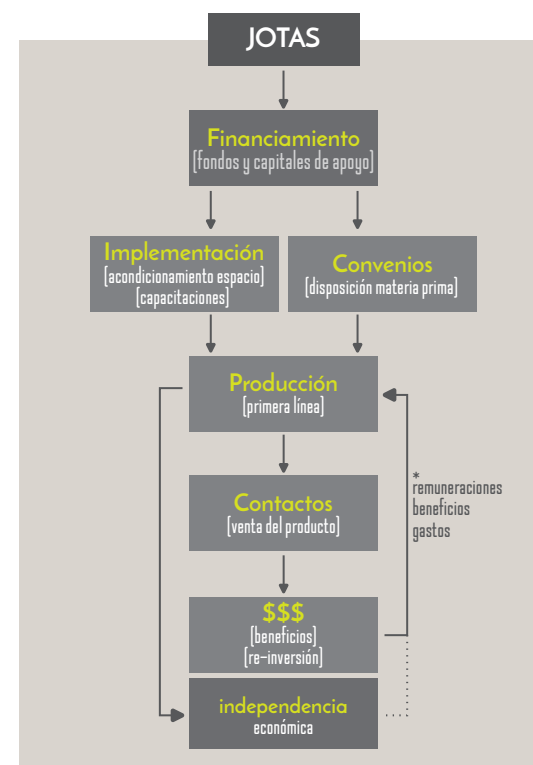 JOTAS
Financiamiento
[fondos y capitales de apoyo]
Implementación
[acondicionamiento espacio]
[capacitaciones]
Convenios
[disposición materia prima]
Producción
[primera línea]
Contactos
[venta del producto]
*
remuneraciones
beneficios
gastos
$$$
[beneficios]
[re-inversión]
independencia
económica